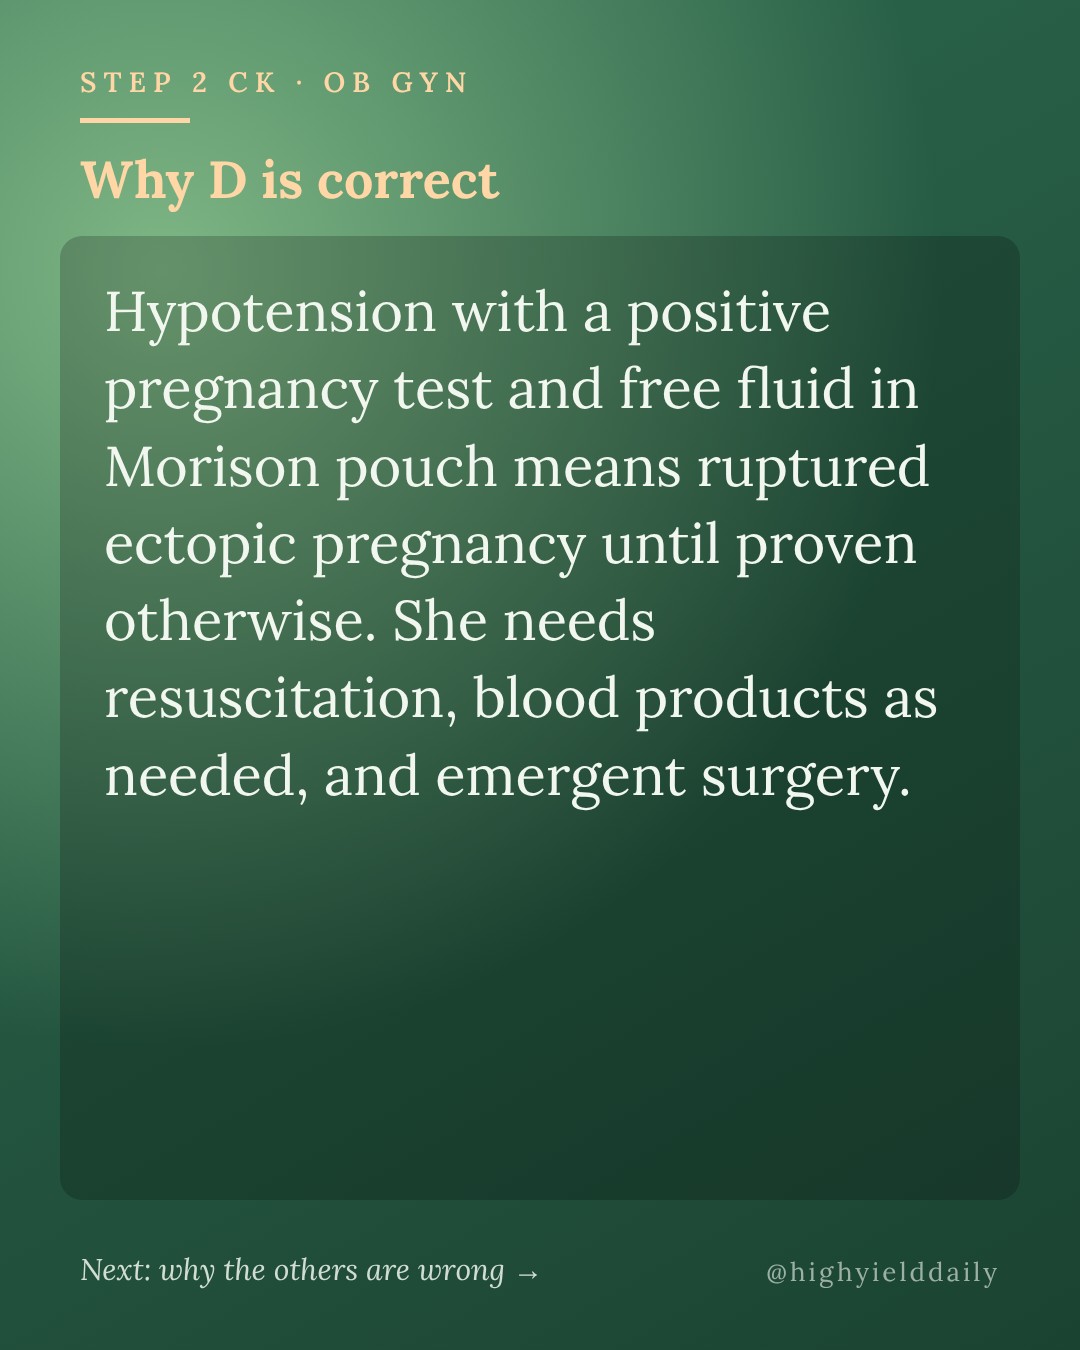 STEP 2 CK · OB GYN
Why D is correct
Hypotension with a positive
pregnancy test and free fluid in
Morison pouch means ruptured
ectopic pregnancy until proven
otherwise. She needs
resuscitation, blood products as
needed, and emergent surgery.
Next: why the others are wrong →
@highyielddaily